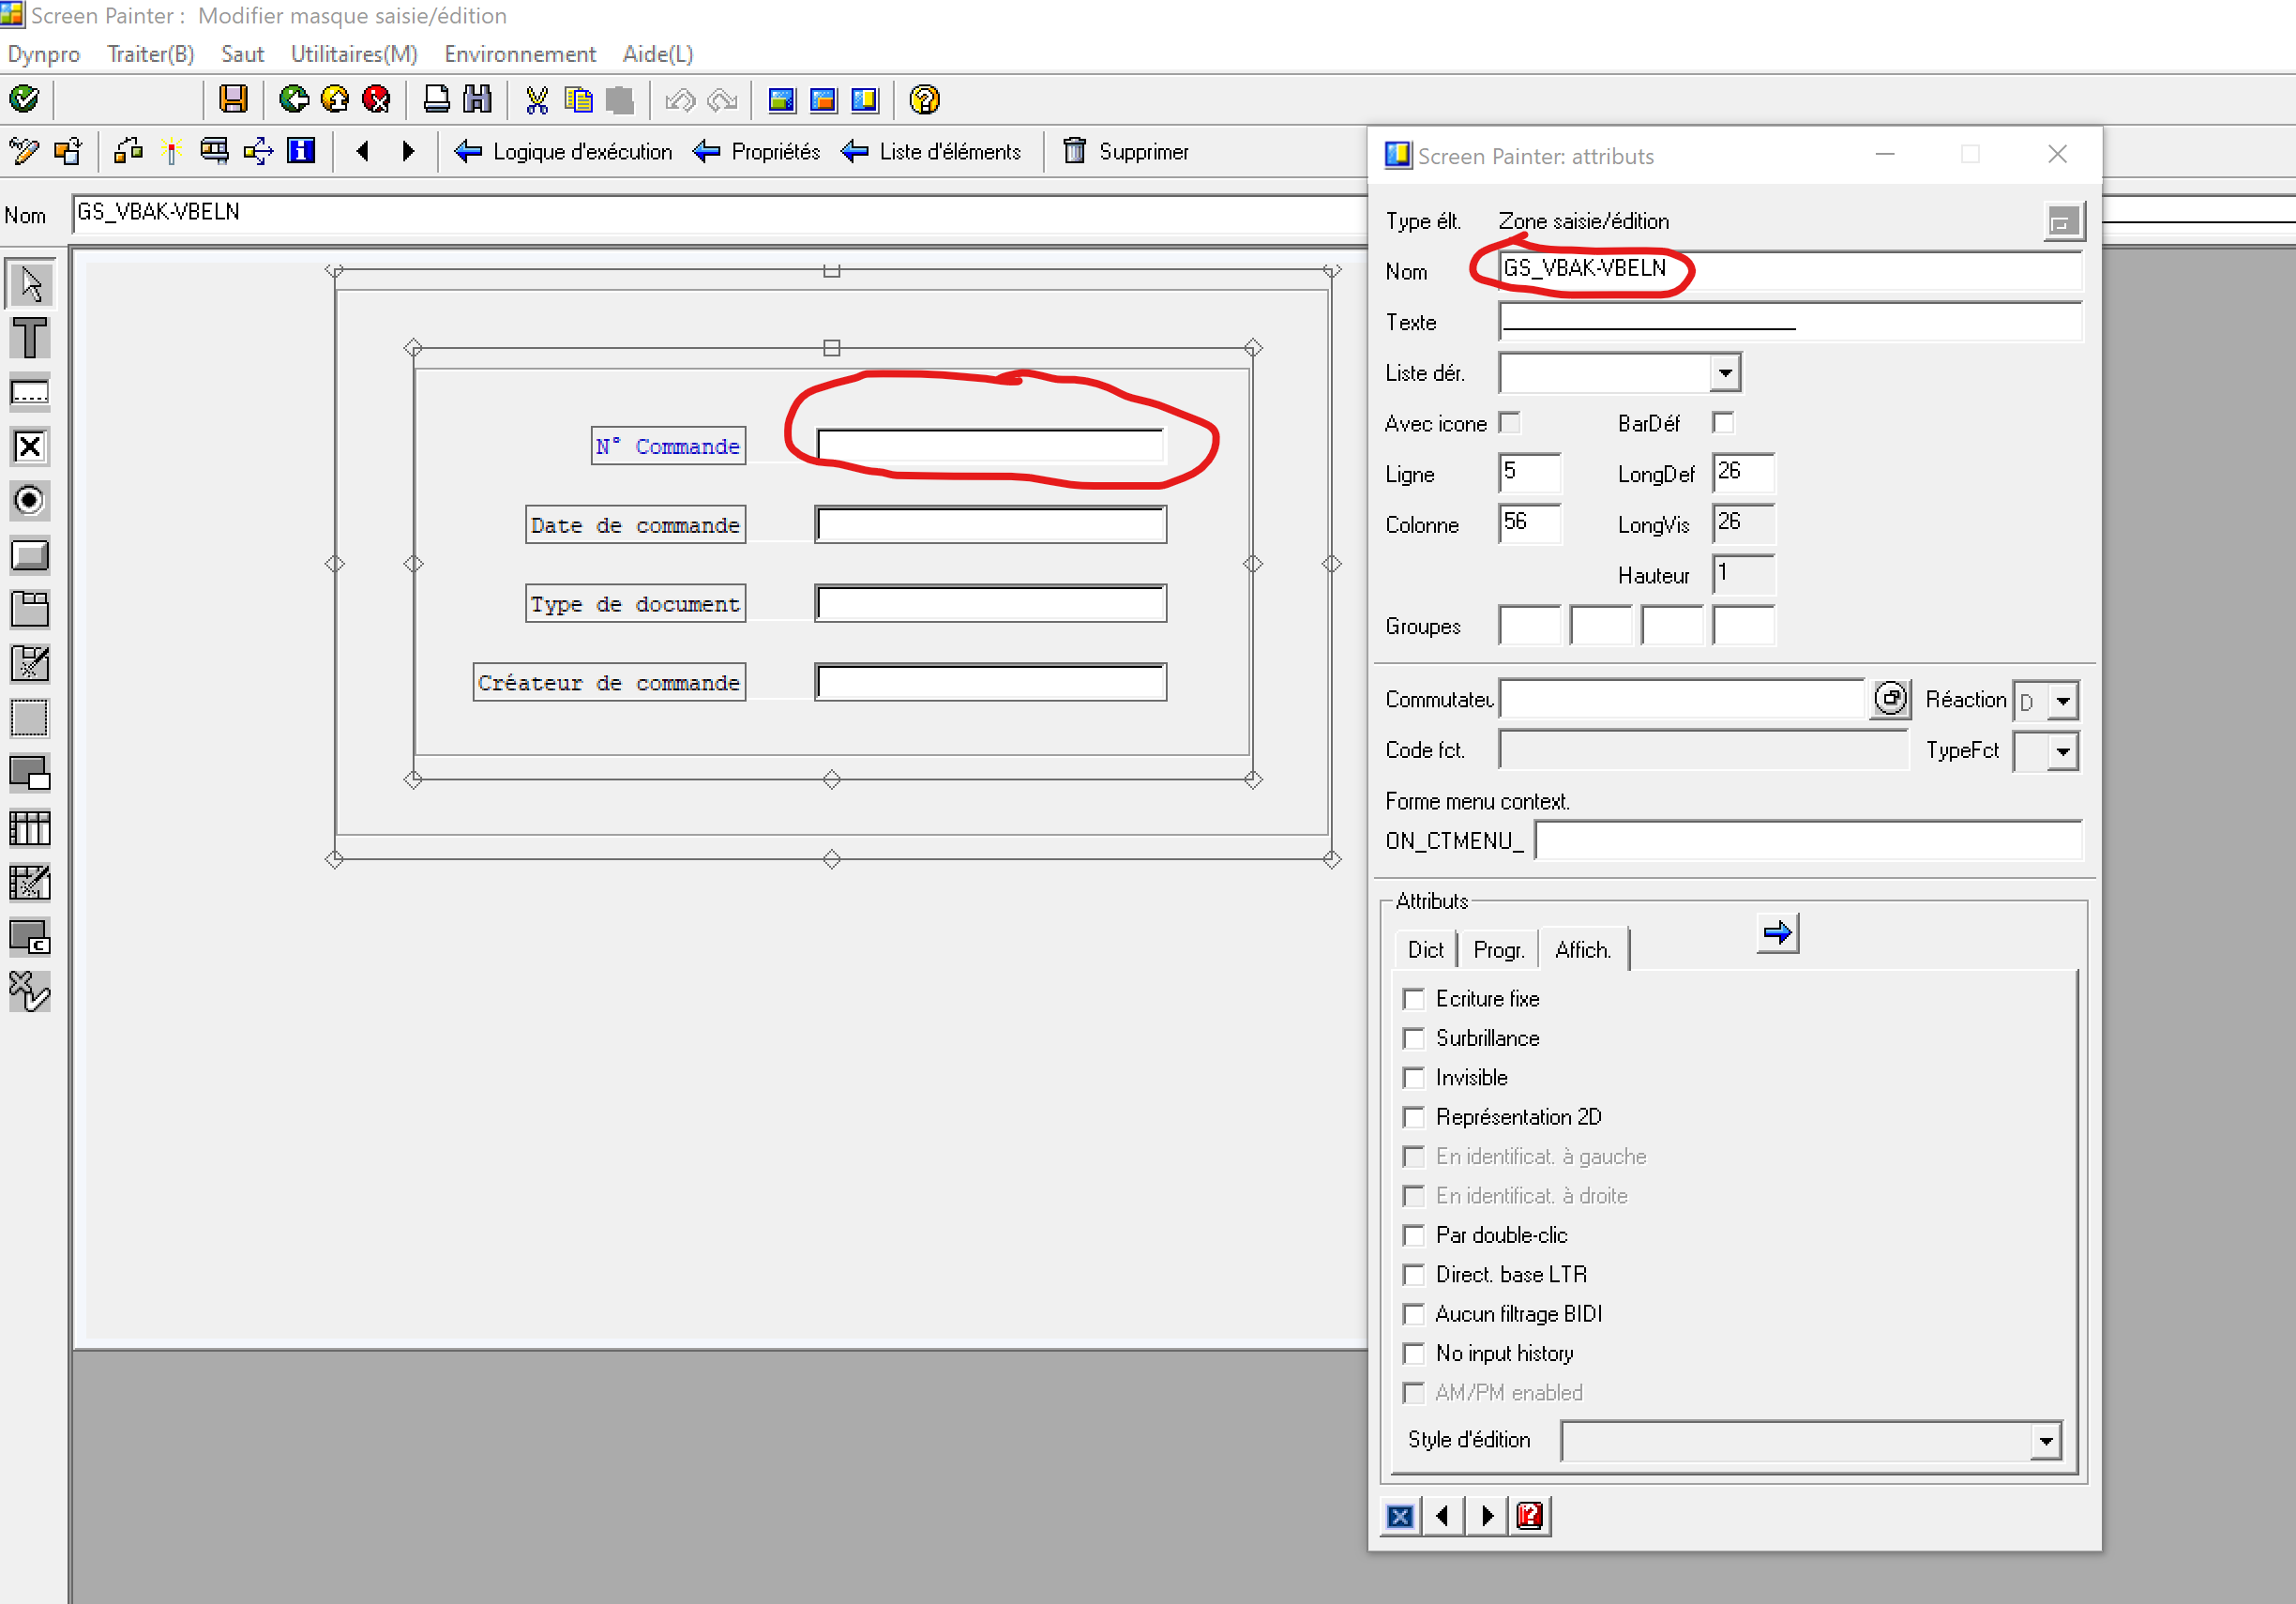 Screen Painter : Modifier masque saisie/édition
Dynpro Traiter(B) Saut Utilitaires(M) Environnement Aide(L)
Logique d'exécution Propriétés Liste d'éléments Supprimer
Nom GS_VBAK-VBELN
N° Commande
Date de commande
Type de document
Créateur de commande
Screen Painter: attributs
Type élt. Zone saisie/édition
Nom GS_VBAK-VBELN
Texte
Liste dér.
Avec icone BarDéf
Ligne 5 LongDef 26
Colonne 56 LongVis 26
Hauteur 1
Groupes
Commutateu Réaction D
Code fct. TypeFct
Forme menu context.
ON_CTMENU_
Attributs
Dict Progr. Affich.
Ecriture fixe
Surbrillance
Invisible
Représentation 2D
En identificat. à gauche
En identificat. à droite
Par double-clic
Direct. base LTR
Aucun filtrage BIDI
No input history
AM/PM enabled
Style d'édition